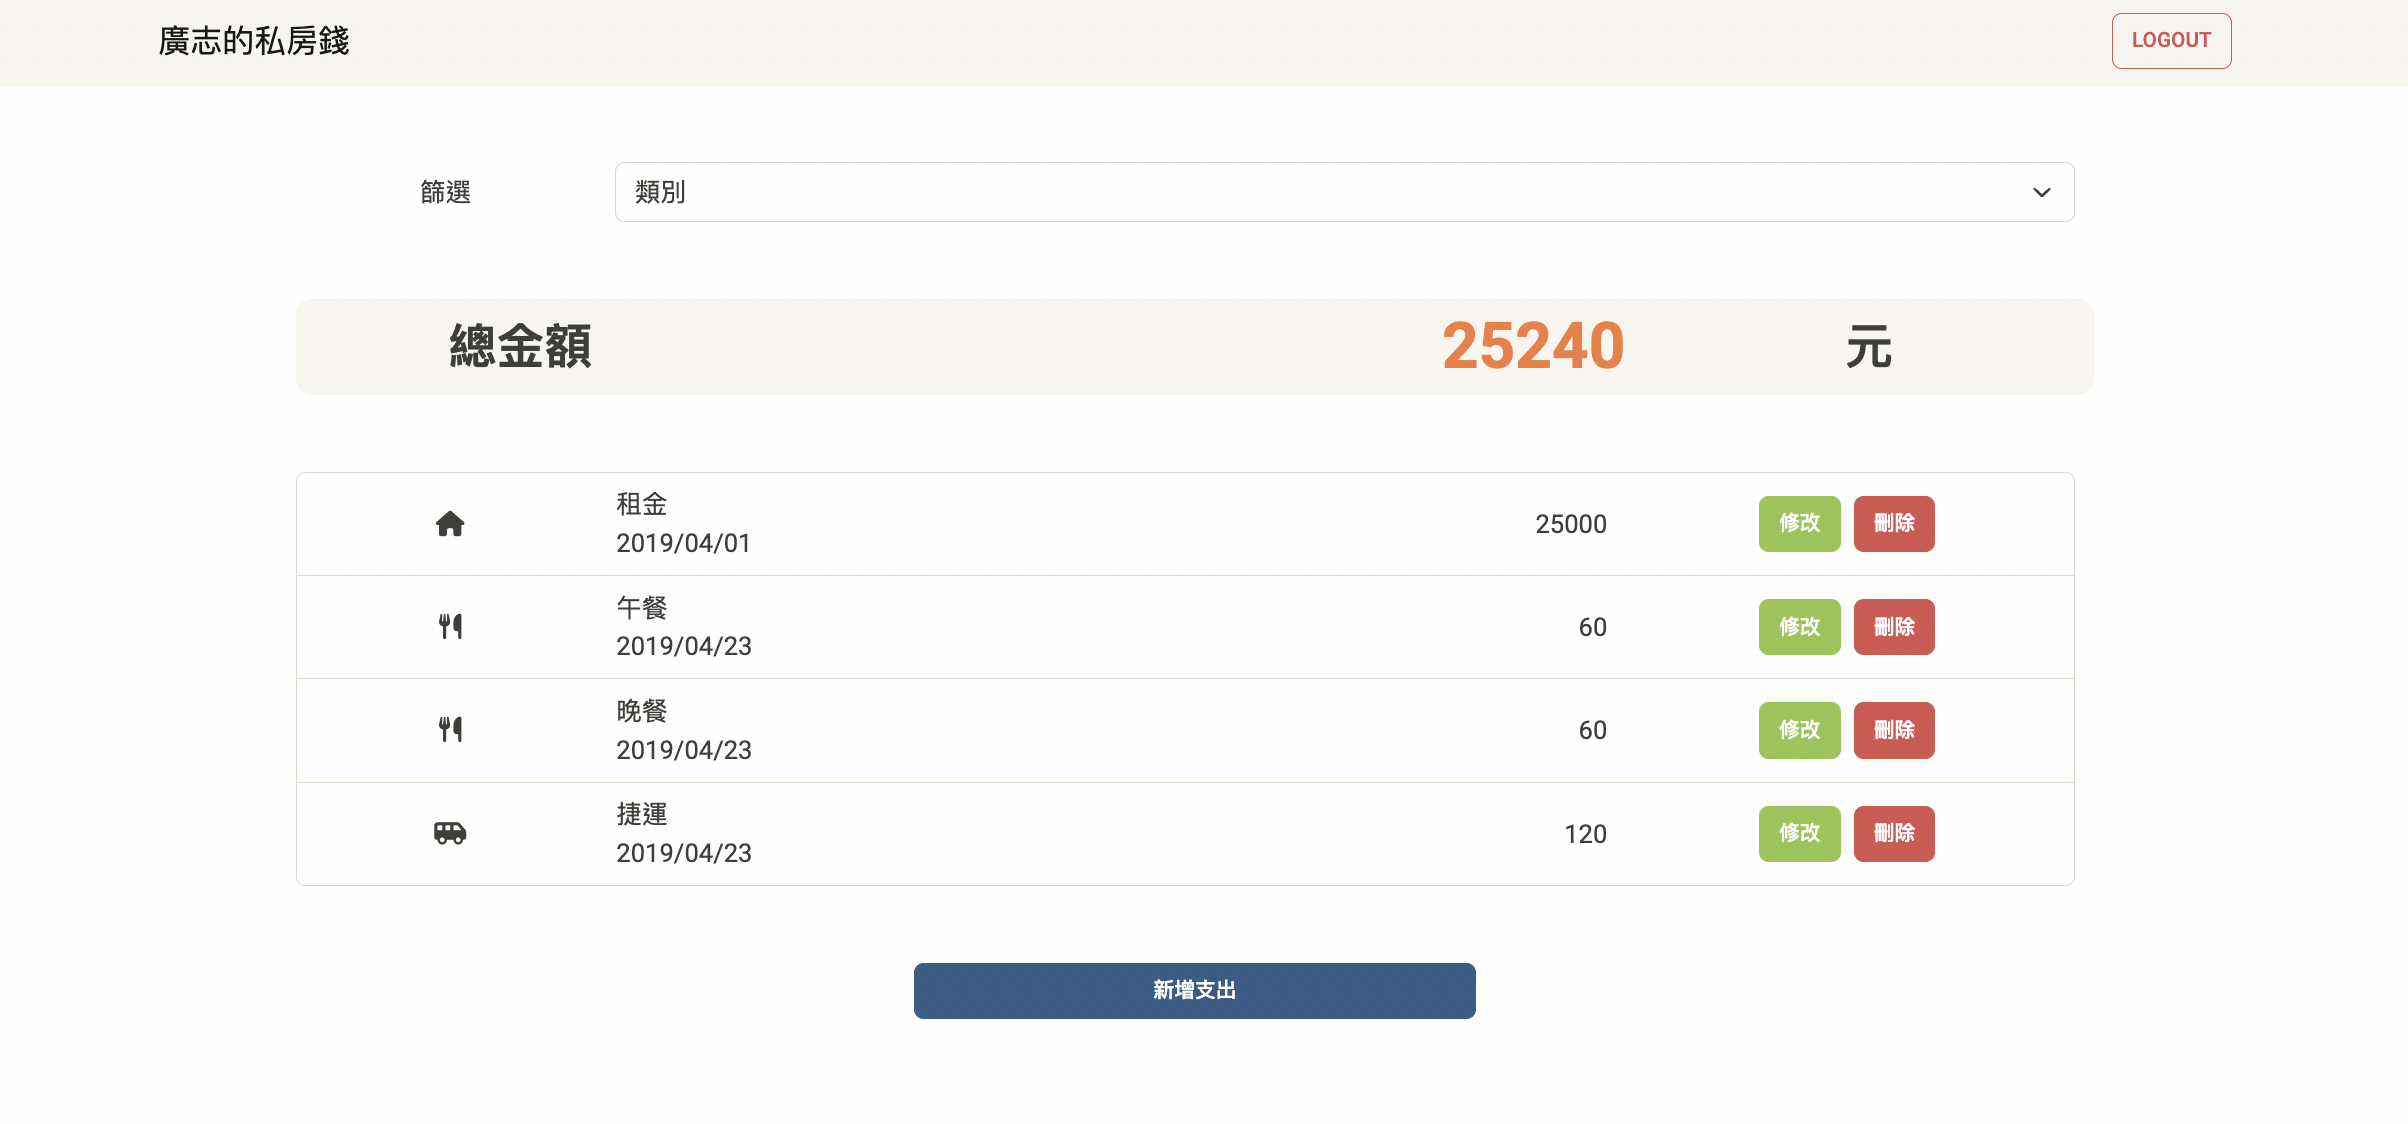 廣志的私房錢
LOGOUT
篩選
類別
總金額 25240 元
租金
2019/04/01
25000
修改
刪除
午餐
2019/04/23
60
修改
刪除
晚餐
2019/04/23
60
修改
刪除
捷運
2019/04/23
120
修改
刪除
新增支出